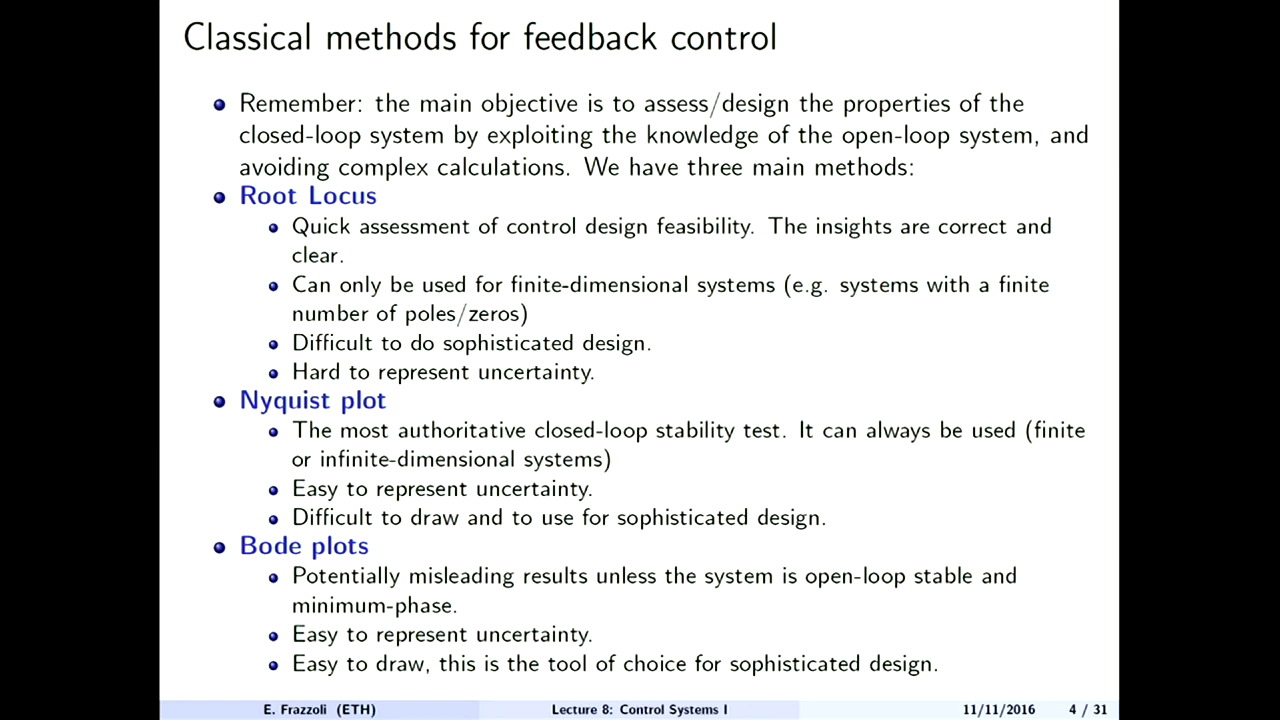 Classical methods for feedback control
Remember: the main objective is to assess/design the properties of the
closed-loop system by exploiting the knowledge of the open-loop system, and
avoiding complex calculations. We have three main methods:
Root Locus
Quick assessment of control design feasibility. The insights are correct and
clear.
Can only be used for finite-dimensional systems (e.g. systems with a finite
number of poles/zeros)
Difficult to do sophisticated design.
Hard to represent uncertainty.
Nyquist plot
The most authoritative closed-loop stability test. It can always be used (finite
or infinite-dimensional systems)
Easy to represent uncertainty.
Difficult to draw and to use for sophisticated design.
Bode plots
Potentially misleading results unless the system is open-loop stable and
minimum-phase.
Easy to represent uncertainty.
Easy to draw, this is the tool of choice for sophisticated design.
E. Frazzoli (ETH) Lecture 8: Control Systems I 11/11/2016 4 / 31